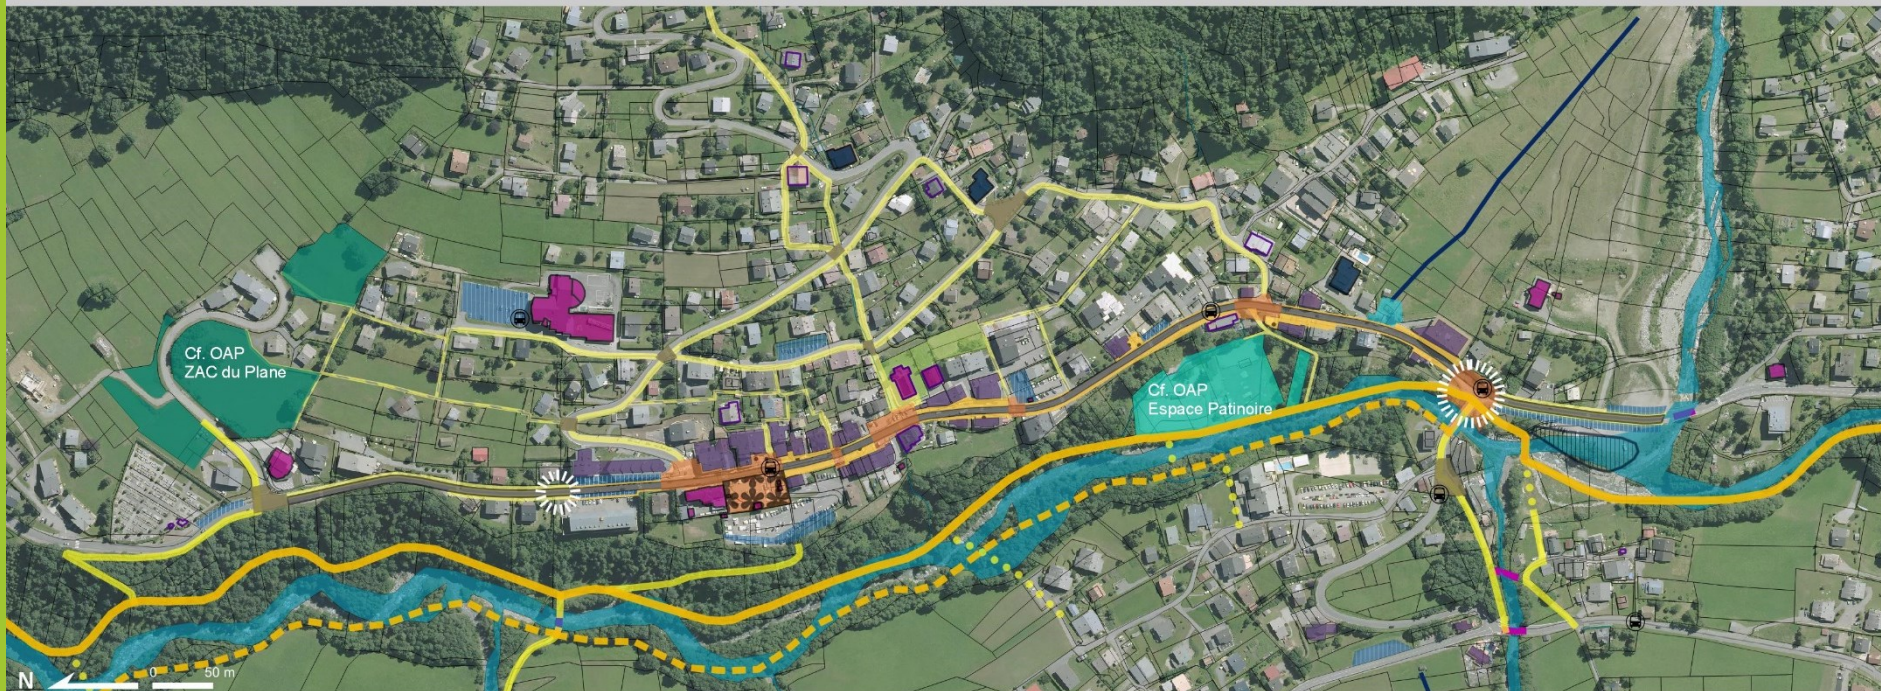 Cf. OAP
ZAC du Plane
Cf. OAP
Espace Patinoire
N
0 50 m